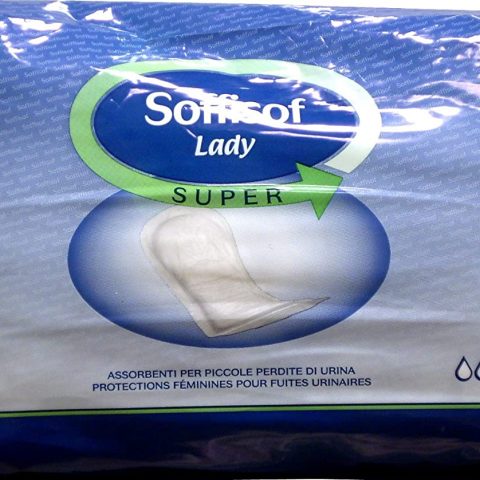 Soffisof
Lady
SUPER
ASSORBENTI PER PICCOLE PERDITE DI URINA
PROTECTIONS FÉMININES POUR FUITES URINAIRES